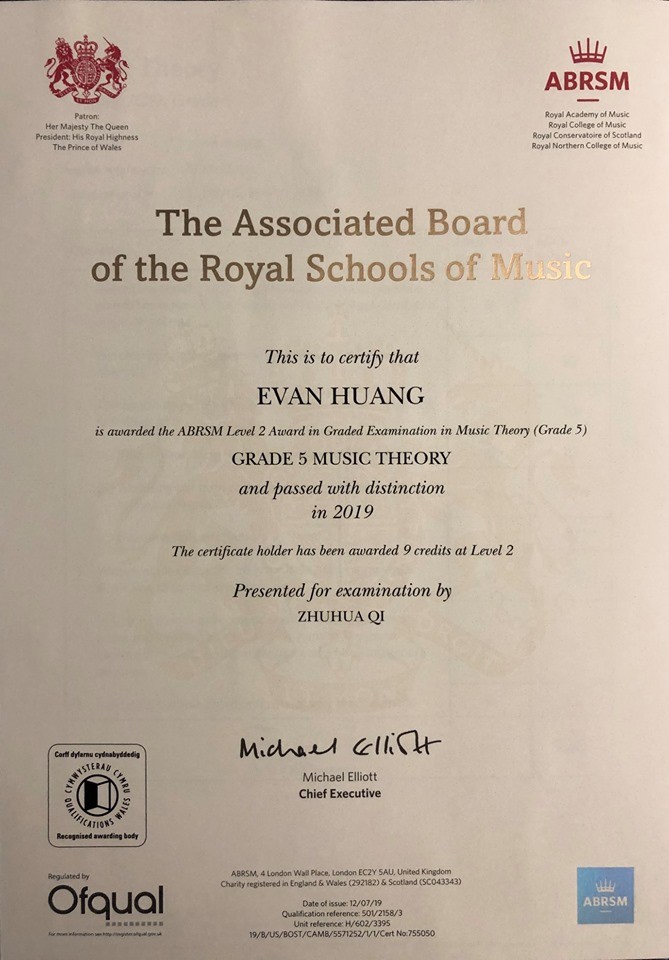 Patron:
Her Majesty The Queen
President: His Royal Highness
The Prince of Wales
ABRSM
Royal Academy of Music
Royal College of Music
Royal Conservatoire of Scotland
Royal Northern College of Music
The Associated Board
of the Royal Schools of Music
This is to certify that
EVAN HUANG
is awarded the ABRSM Level 2 Award in Graded Examination in Music Theory (Grade 5)
GRADE 5 MUSIC THEORY
and passed with distinction
in 2019
The certificate holder has been awarded 9 credits at Level 2
Presented for examination by
ZHUHUA QI
Michael Elliott
Michael Elliott
Chief Executive
Corff dyfarnu cydnabyddedig
CYMWYSTERAU CYMRU
QUALIFICATIONS WALES
Recognised awarding body
Regulated by
Ofqual
For more information see http://register.ofqual.gov.uk
ABRSM, 4 London Wall Place, London EC2Y 5AU, United Kingdom
Charity registered in England & Wales (292182) & Scotland (SC043343)
Date of issue: 12/07/19
Qualification reference: 501/2158/3
Unit reference: H/602/3395
19/B/US/BOST/CAMB/5571252/1/1/Cert No:755050
ABRSM